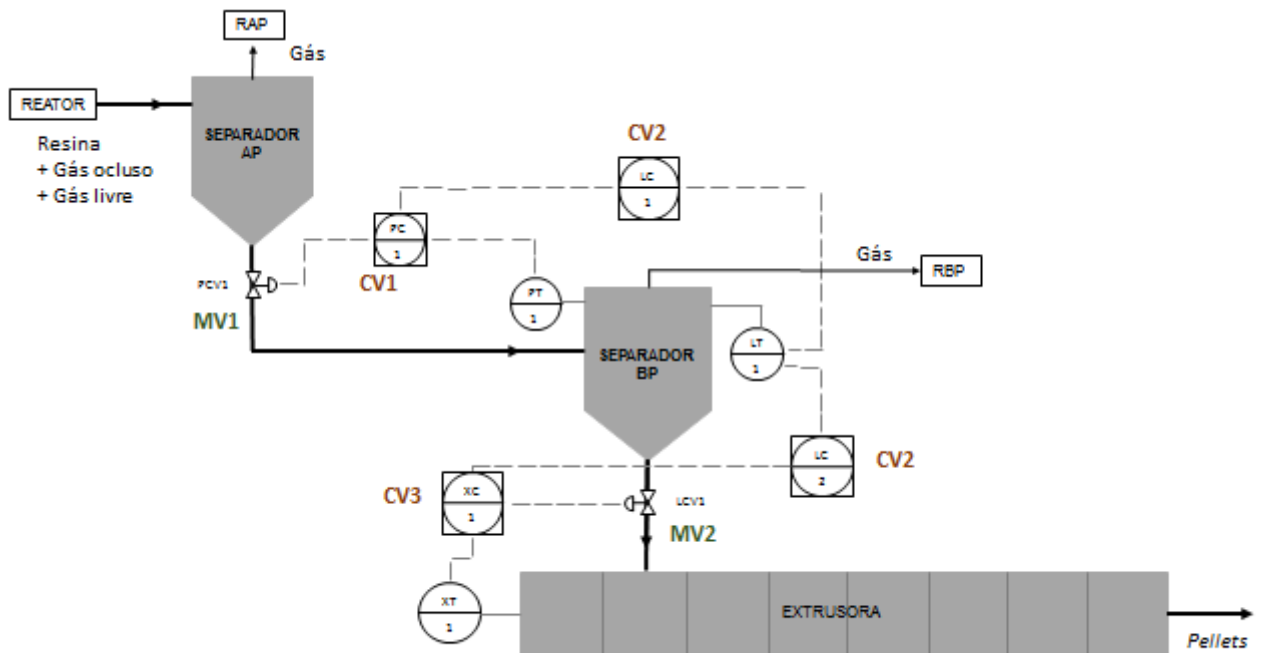 RAP
Gás
REATOR
Resina
+ Gás ocluso
+ Gás livre
SEPARADOR
AP
CV2
LC
1
PC
1
CV1
PCV1
MV1
PT
1
Gás
RBP
SEPARADOR
BP
LT
1
LC
2
CV2
CV3
XC
1
LCV1
MV2
XT
1
EXTRUSORA
Pellets